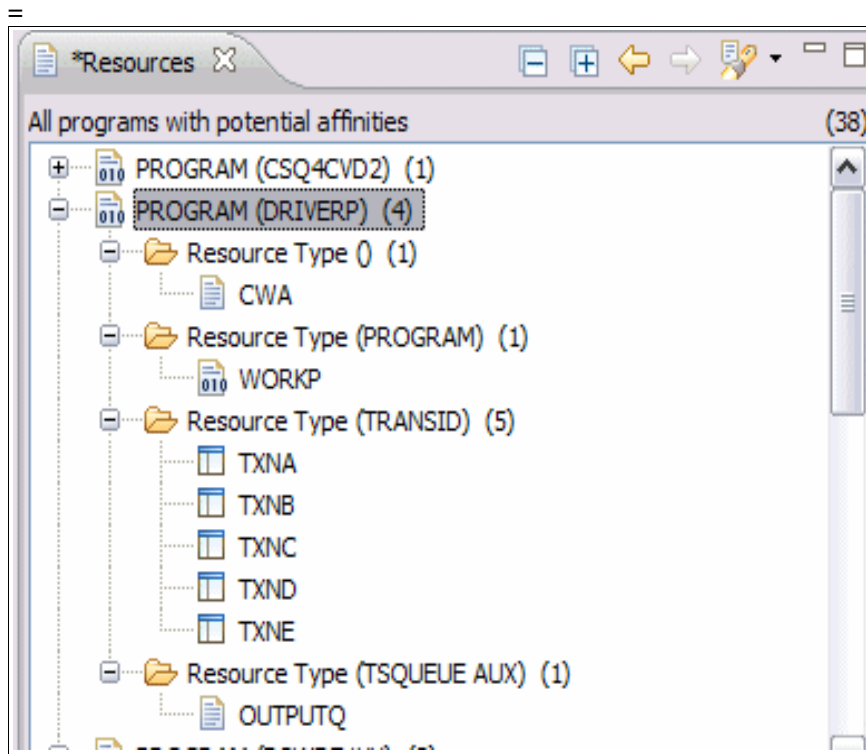 =
*Resources
All programs with potential affinities (38)
PROGRAM (CSQ4CVD2) (1)
PROGRAM (DRIVERP) (4)
Resource Type () (1)
CWA
Resource Type (PROGRAM) (1)
WORKP
Resource Type (TRANSID) (5)
TXNA
TXNB
TXNC
TXND
TXNE
Resource Type (TSQUEUE AUX) (1)
OUTPUTQ